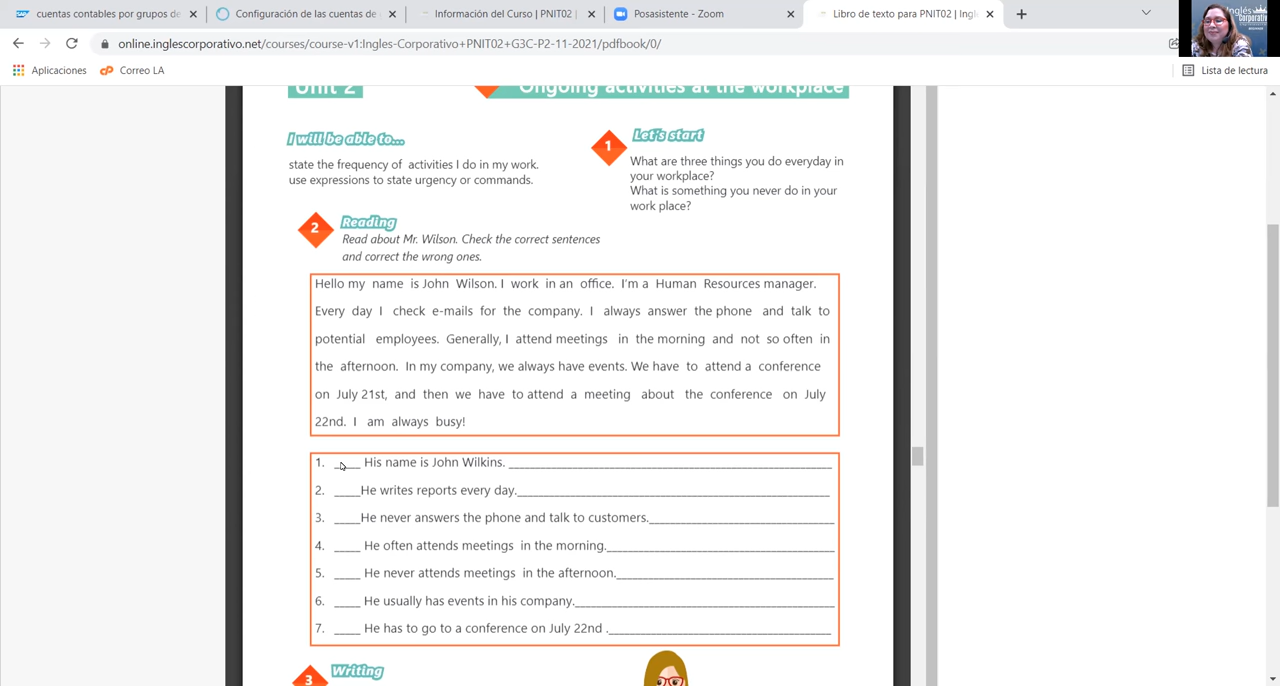 cuentas contables por grupos de
Configuración de las cuentas de
Información del Curso | PNIT02 |
Posasistente - Zoom
Libro de texto para PNIT02 | Ingl
online.inglescorporativo.net/courses/course-v1:Ingles-Corporativo+PNIT02+G3C-P2-11-2021/pdfbook/0/
Aplicaciones
Correo LA
Lista de lectura
Unit 2
Ongoing activities at the workplace
I will be able to...
state the frequency of activities I do in my work.
use expressions to state urgency or commands.
1
Let's start
What are three things you do everyday in
your workplace?
What is something you never do in your
work place?
2
Reading
Read about Mr. Wilson. Check the correct sentences
and correct the wrong ones.
Hello my name is John Wilson. I work in an office. I'm a Human Resources manager.
Every day I check e-mails for the company. I always answer the phone and talk to
potential employees. Generally, I attend meetings in the morning and not so often in
the afternoon. In my company, we always have events. We have to attend a conference
on July 21st, and then we have to attend a meeting about the conference on July
22nd. I am always busy!
1. ____ His name is John Wilkins. ____
2. ____He writes reports every day.____
3. ____He never answers the phone and talk to customers.____
4. ____ He often attends meetings in the morning.____
5. ____ He never attends meetings in the afternoon.____
6. ____ He usually has events in his company.____
7. ____ He has to go to a conference on July 22nd .____
3
Writing